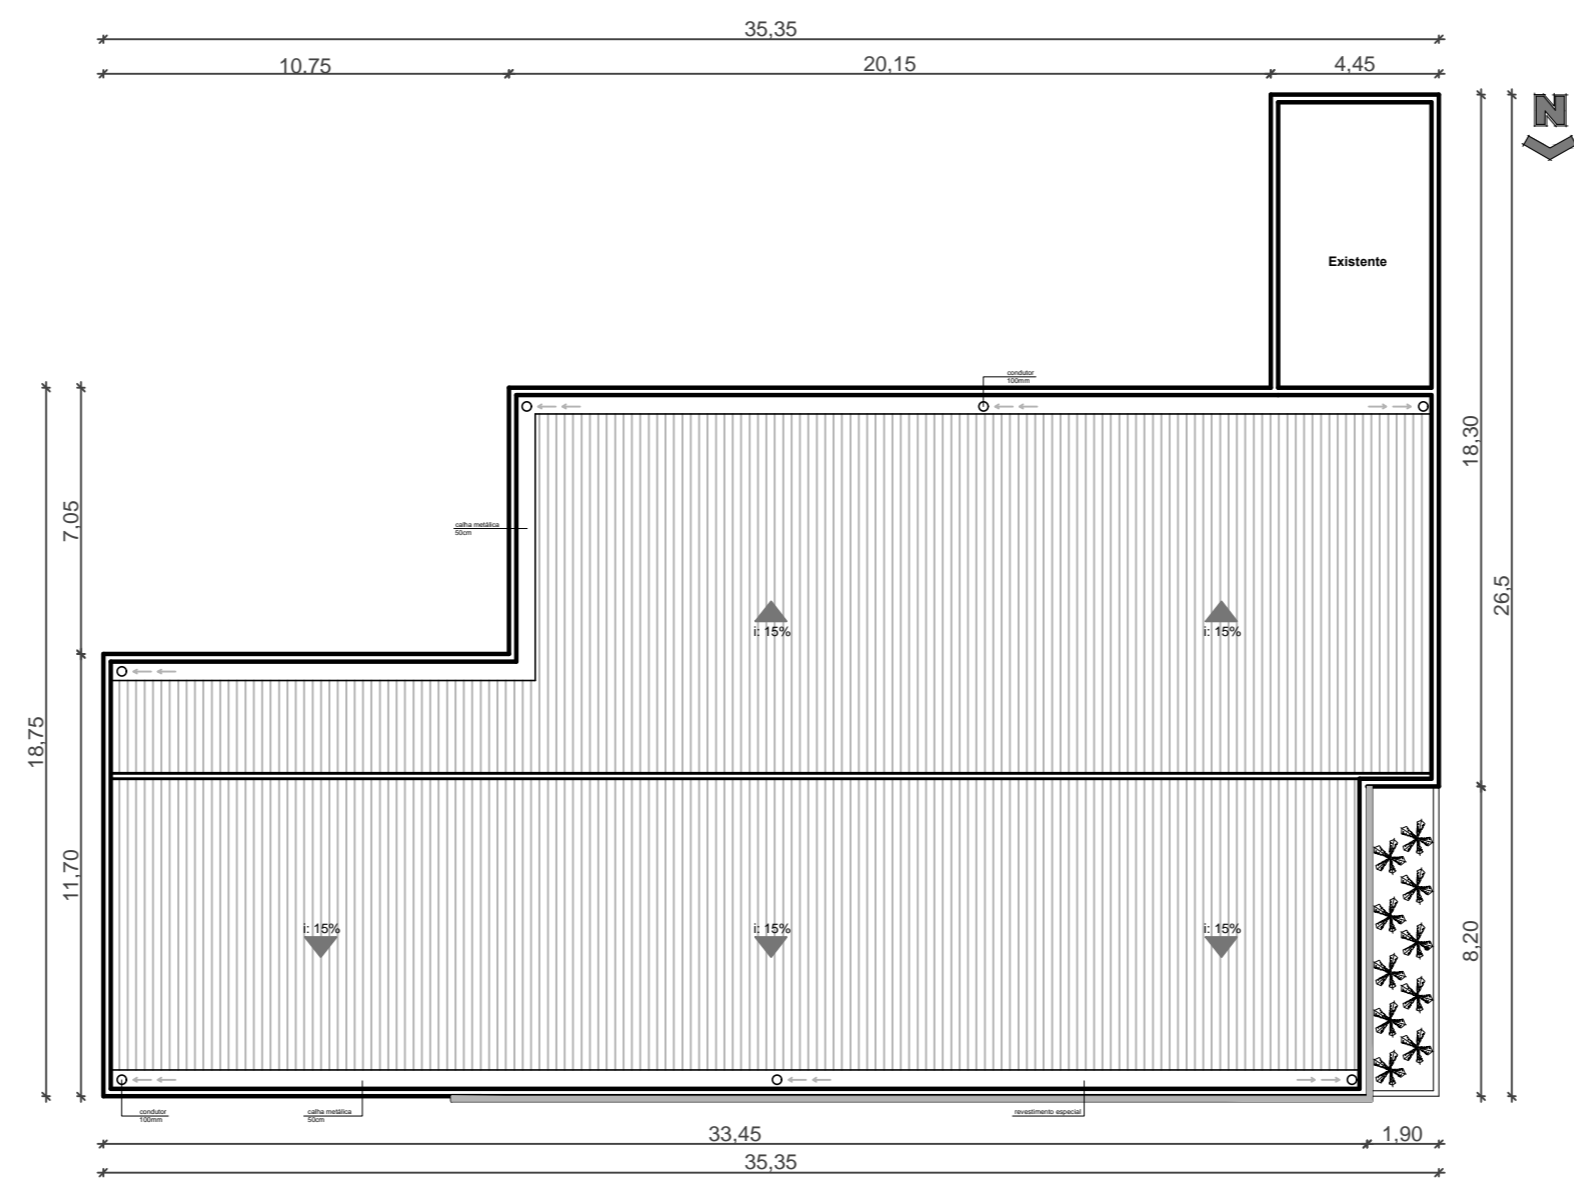 35,35
10,75
20,15
4,45
N
Existente
condutor
100mm
18,30
7,05
calha metálica
50cm
26,5
i: 15%
i: 15%
18,75
11,70
i: 15%
i: 15%
i: 15%
8,20
condutor
100mm
calha metálica
50cm
revestimento especial
33,45
1,90
35,35